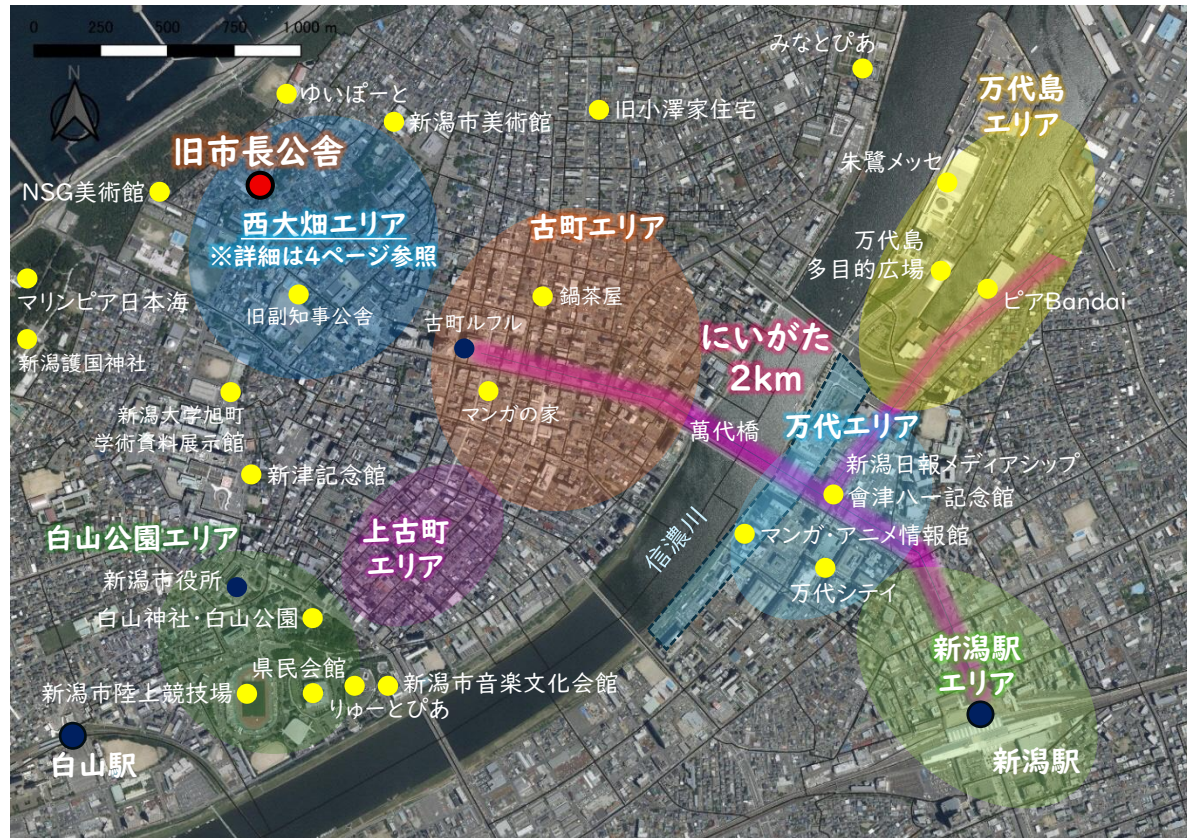 0 250 500 750 1,000 m
N
みなとぴあ
ゆいぽーと
新潟市美術館
旧小澤家住宅
万代島
エリア
旧市長公舎
朱鷺メッセ
NSG美術館
西大畑エリア
※詳細は4ページ参照
古町エリア
万代島
多目的広場
マリンピア日本海
旧副知事公舎
鍋茶屋
ピアBandai
古町ルフル
にいがた
2km
新潟護国神社
マンガの家
新潟大学旭町
学術資料展示館
萬代橋
万代エリア
新潟日報メディアシップ
新津記念館
會津八一記念館
上古町
エリア
白山公園エリア
信濃川
マンガ・アニメ情報館
新潟市役所
万代シテイ
白山神社・白山公園
新潟駅
エリア
県民会館
新潟市陸上競技場
りゅーとぴあ
新潟市音楽文化会館
白山駅
新潟駅